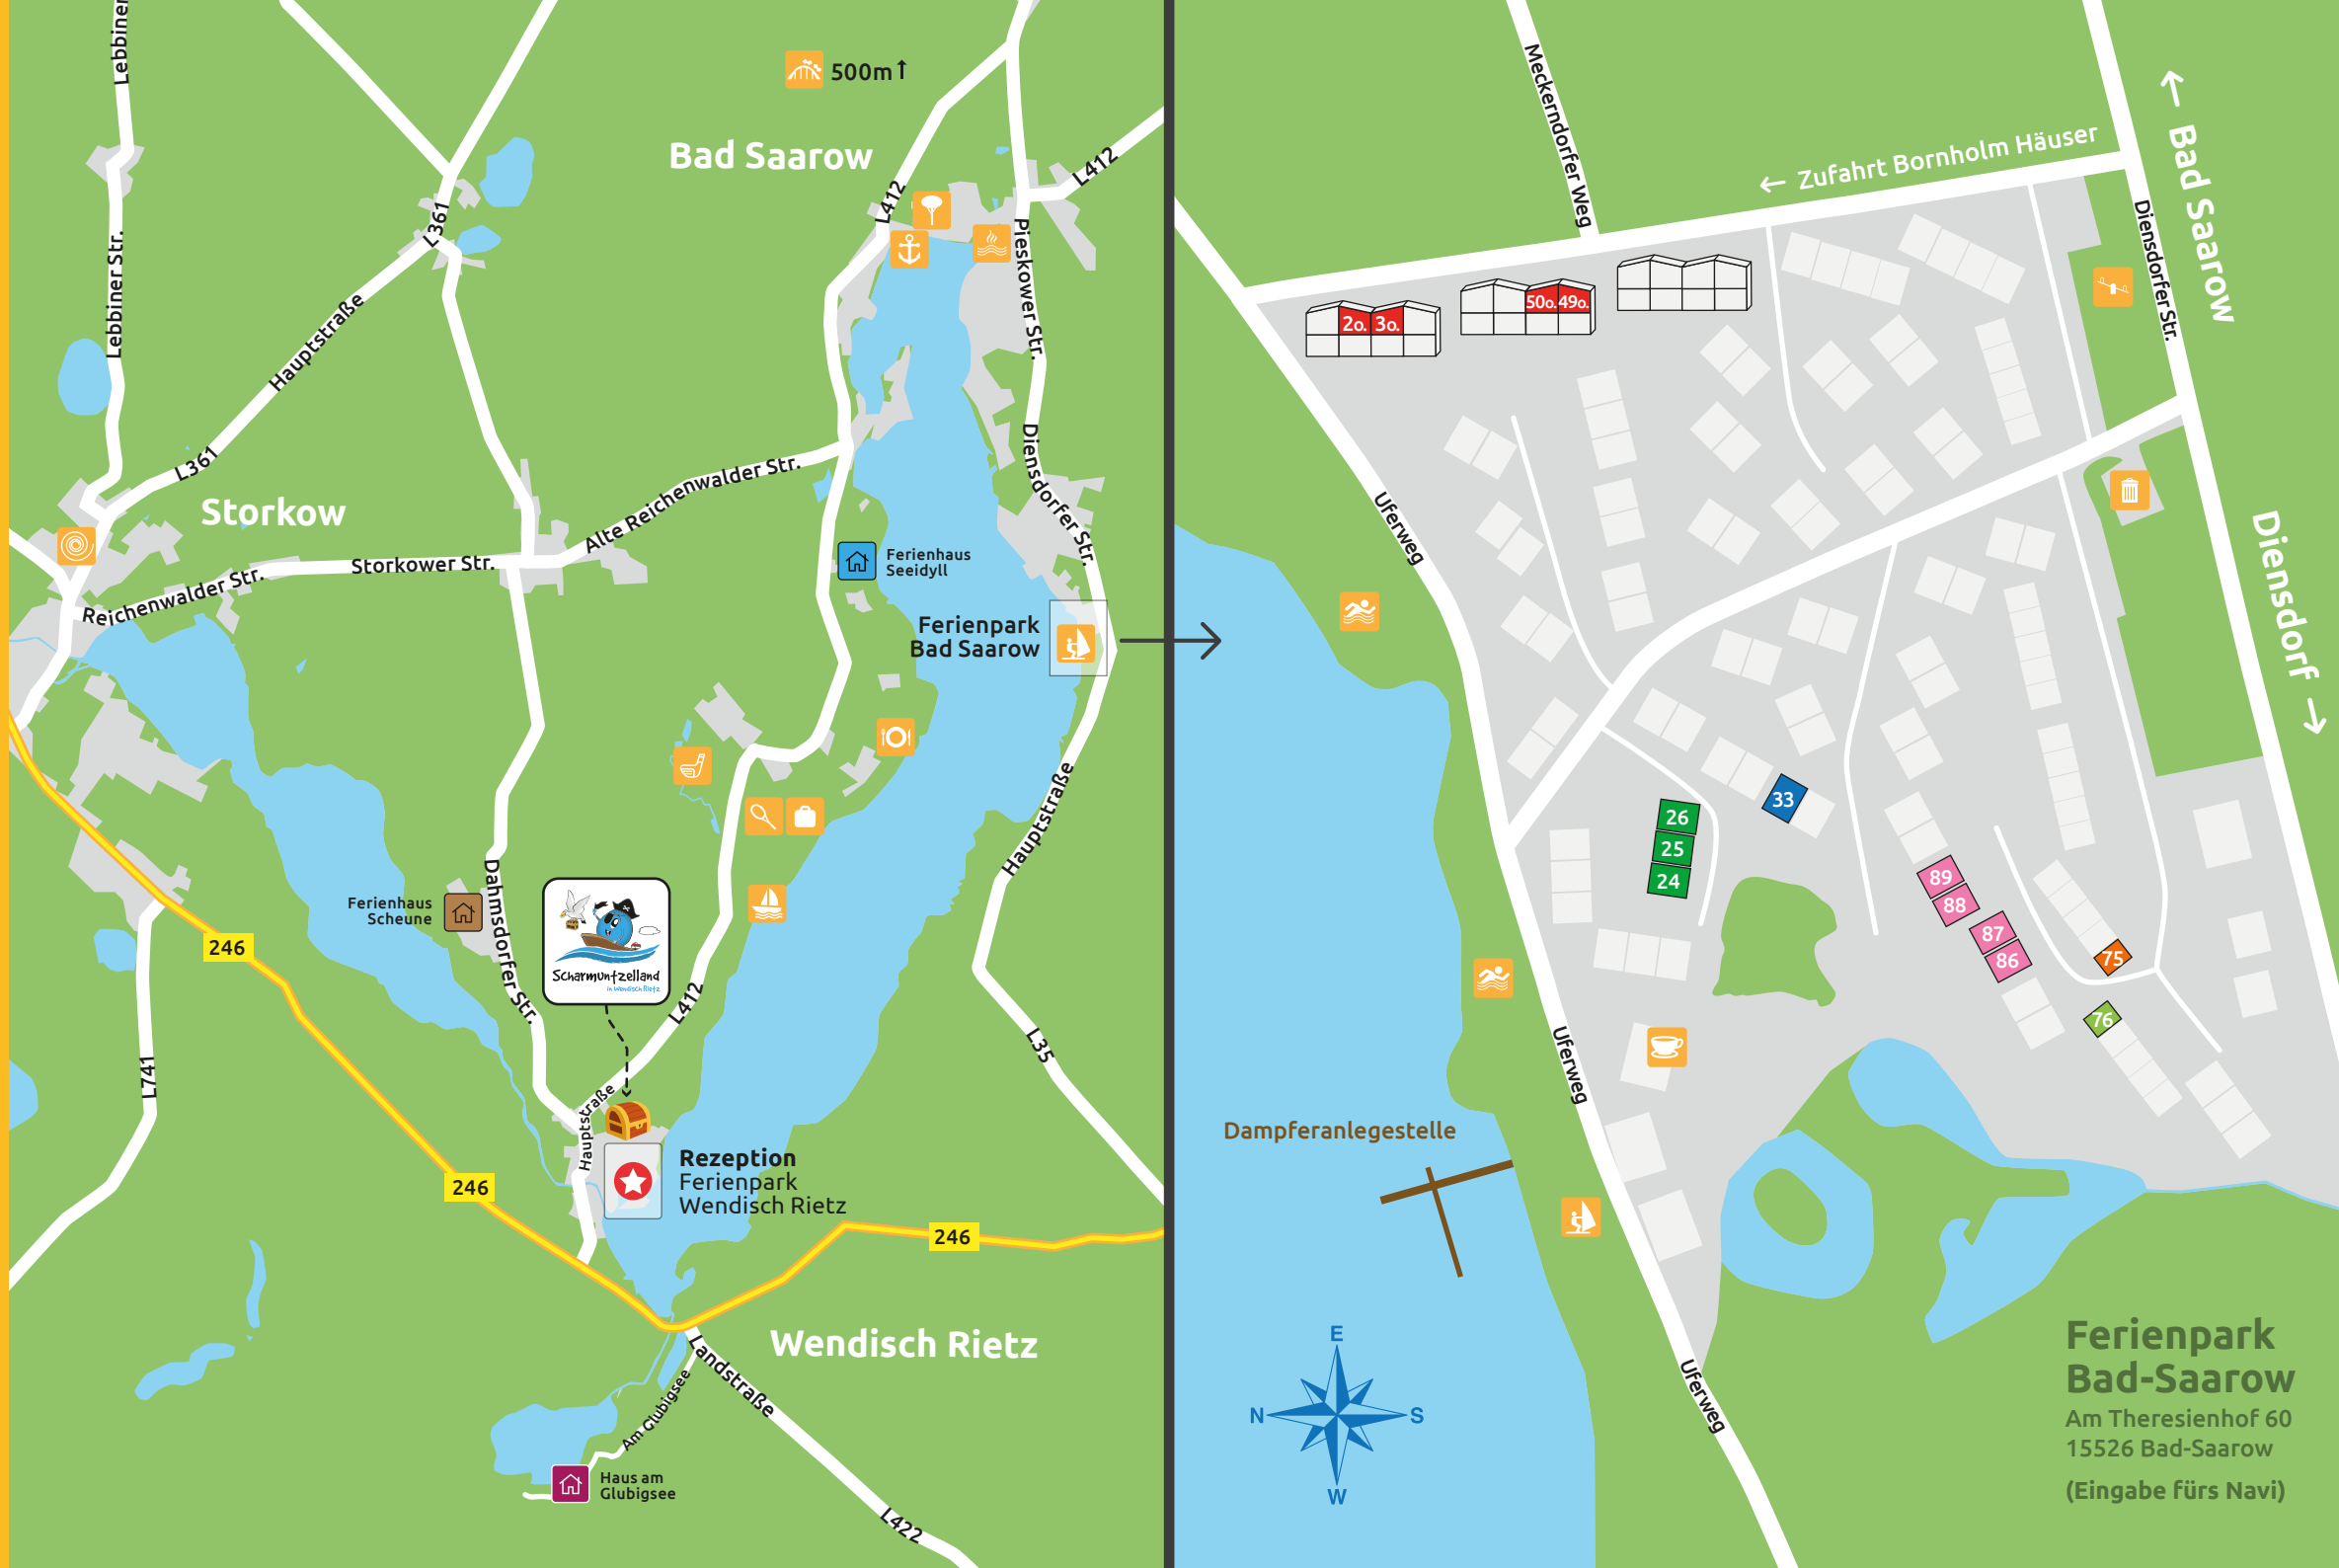 Lebbiner
500m
Bad Saarow
L412
L412
L361
Lebbiner Str.
Pieskower Str.
Hauptstraße
L361
Storkow
Alte Reichenwalder Str.
Diensdorfer Str.
Storkower Str.
Reichenwalder Str.
Ferienhaus
Seeidyll
Ferienpark
Bad Saarow
Hauptstraße
Dahmsdorfer Str.
Ferienhaus
Scheune
246
Scharmuntzelland
in Wendisch Rietz
L412
L35
L741
Hauptstraße
Rezeption
Ferienpark
Wendisch Rietz
246
246
Wendisch Rietz
Landstraße
Am Glubigsee
Haus am
Glubigsee
L422
Meckerndorfer Weg
← Zufahrt Bornholm Häuser
← Bad Saarow
Diensdorfer Str.
2o.
3o.
50o.
49o.
Uferweg
Diensdorf →
33
26
25
24
89
88
87
86
75
76
Uferweg
Dampferanlegestelle
Uferweg
E
N
S
W
Ferienpark
Bad-Saarow
Am Theresienhof 60
15526 Bad-Saarow
(Eingabe fürs Navi)